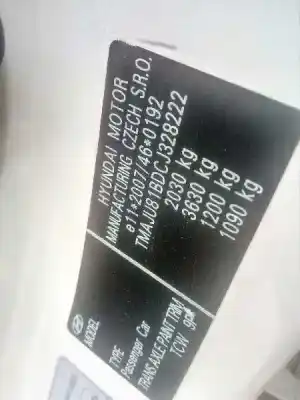 HYUNDAI MOTOR
MANUFACTURING CZECH S.R.O.
e11*2007/46*0192
TMAJU81BDCJ328222
2030 kg
3630 kg
1200 kg
1090 kg
MODEL
TYPE
Passenger Car
TRANS AXLE PAINT TRIM
TCW